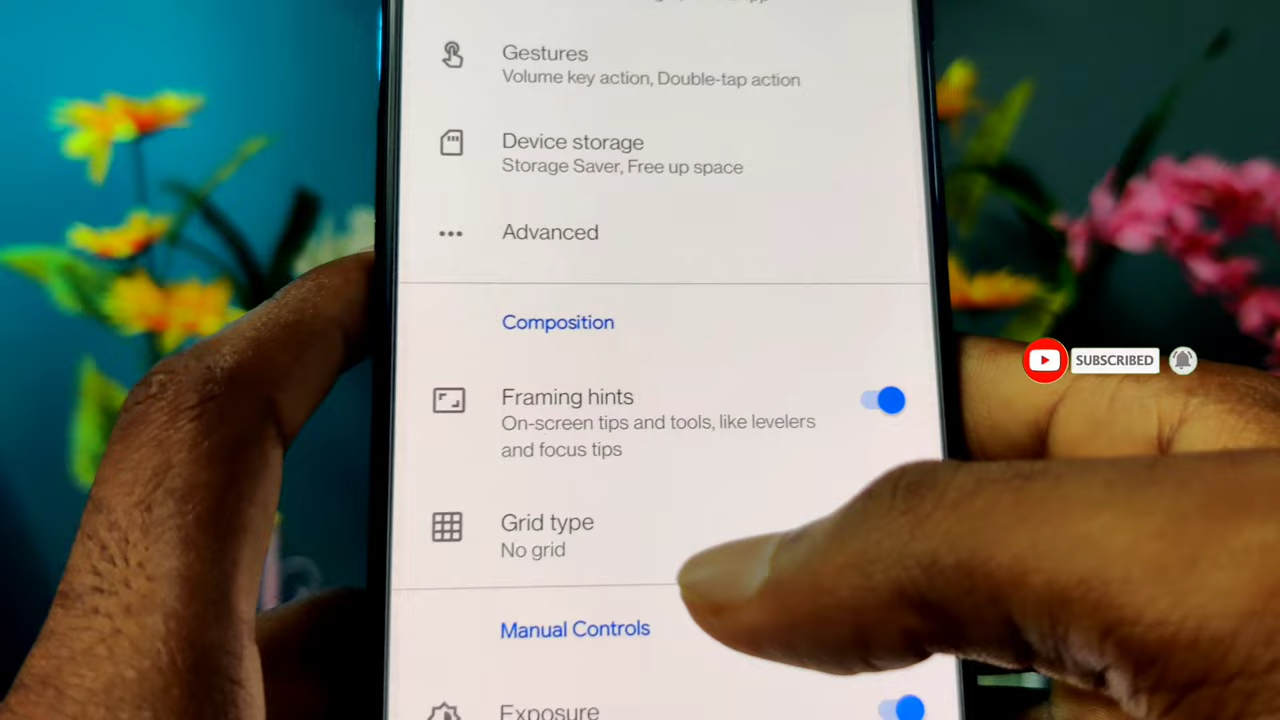 Gestures
Volume key action, Double-tap action
Device storage
Storage Saver, Free up space
Advanced
Composition
Framing hints
On-screen tips and tools, like levelers
and focus tips
SUBSCRIBED
Grid type
No grid
Manual Controls
Exposure